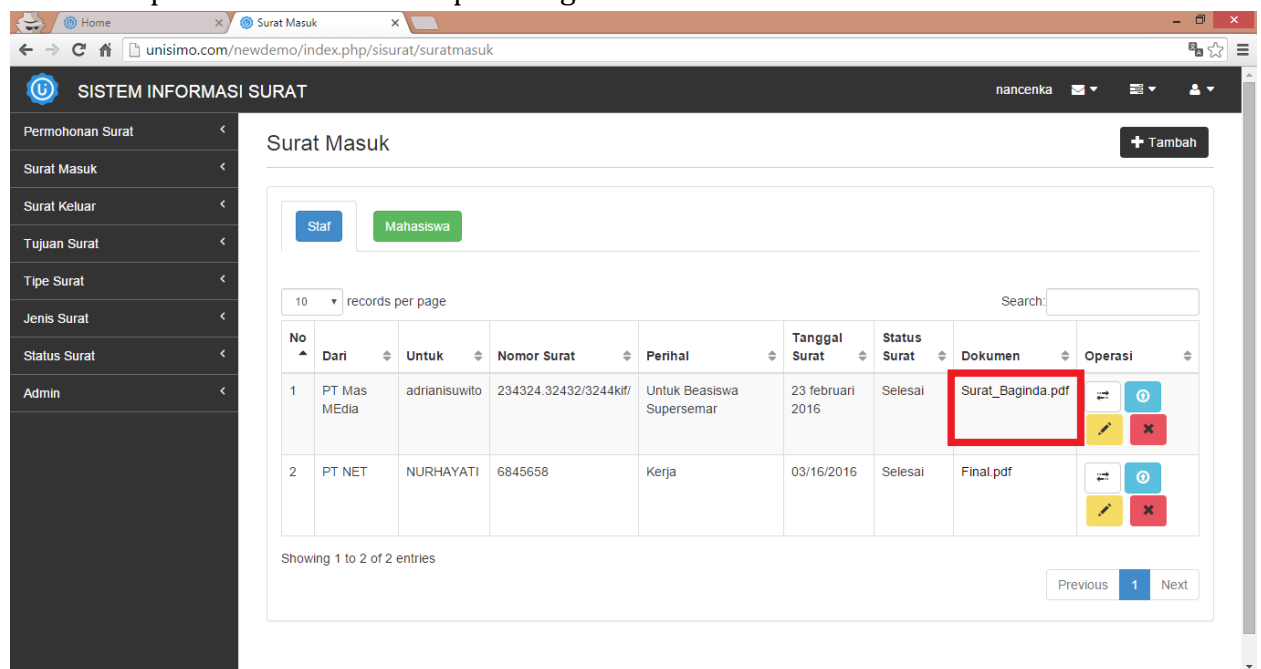 Home
Surat Masuk
unisimo.com/newdemo/index.php/sisurat/suratmasuk
SISTEM INFORMASI SURAT
nancenka
Permohonan Surat
Surat Masuk
Surat Keluar
Tujuan Surat
Tipe Surat
Jenis Surat
Status Surat
Admin
Surat Masuk
Tambah
Staf
Mahasiswa
10 records per page
Search:
No Dari Untuk Nomor Surat Perihal Tanggal Surat Status Surat Dokumen Operasi
1 PT Mas MEdia adrianisuwito 234324.32432/3244kif/ Untuk Beasiswa Supersemar 23 februari 2016 Selesai Surat_Baginda.pdf
2 PT NET NURHAYATI 6845658 Kerja 03/16/2016 Selesai Final.pdf
Showing 1 to 2 of 2 entries
Previous 1 Next